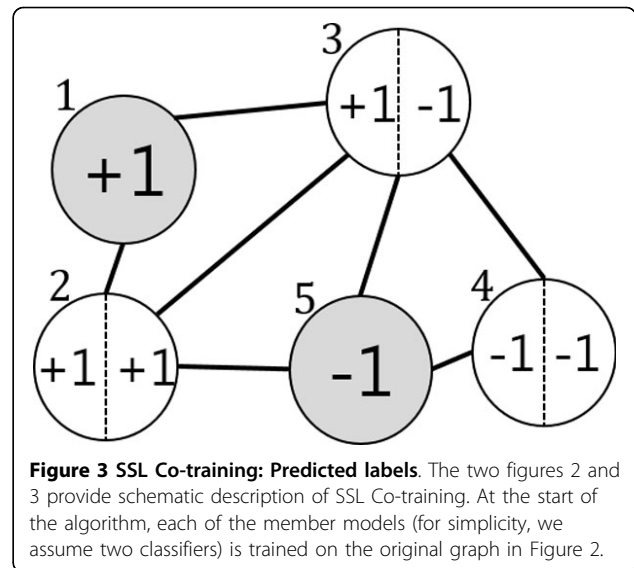 3
1
+1 -1
+1
2
5
4
+1 +1
-1
-1 -1
Figure 3 SSL Co-training: Predicted labels. The two figures 2 and
3 provide schematic description of SSL Co-training. At the start of
the algorithm, each of the member models (for simplicity, we
assume two classifiers) is trained on the original graph in Figure 2.